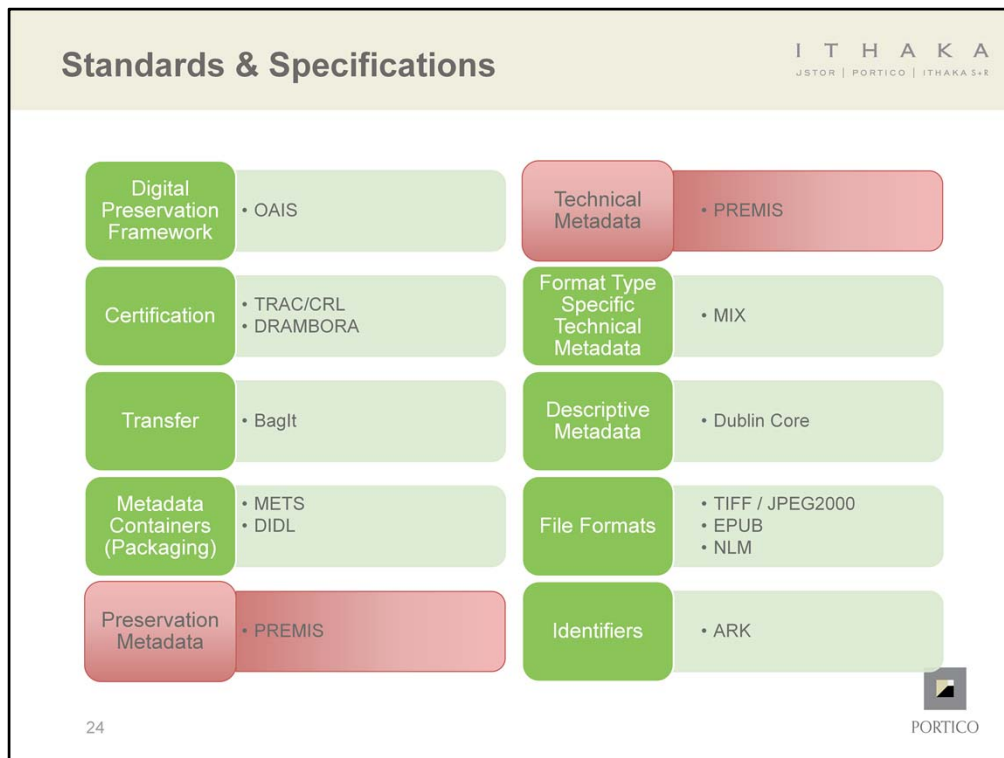 Standards & Specifications
I T H A K A
JSTOR | PORTICO | ITHAKA S+R
Digital
Preservation
Framework
• OAIS
Certification
• TRAC/CRL
• DRAMBORA
Transfer
• BagIt
Metadata
Containers
(Packaging)
• METS
• DIDL
Preservation
Metadata
• PREMIS
Technical
Metadata
• PREMIS
Format Type
Specific
Technical
Metadata
• MIX
Descriptive
Metadata
• Dublin Core
File Formats
• TIFF / JPEG2000
• EPUB
• NLM
Identifiers
• ARK
24
PORTICO